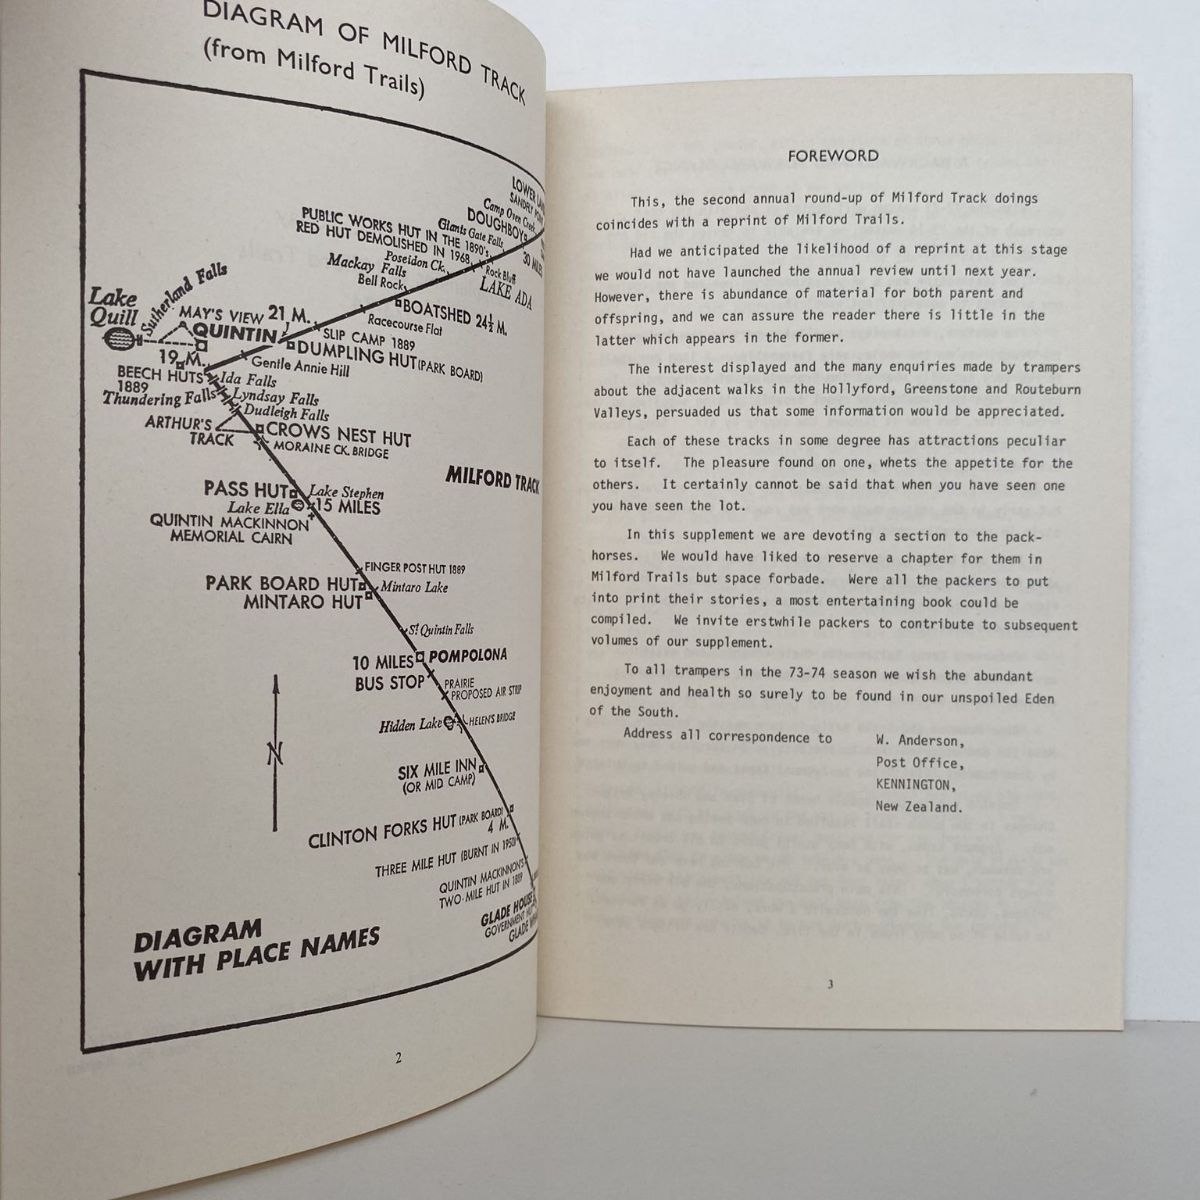 DIAGRAM OF MILFORD TRACK
(from Milford Trails)
LOWER
SANDFLY
Camp Oven Creek
DOUGHBOY
Giants Gate Falls
PUBLIC WORKS HUT IN THE 1890's
RED HUT DEMOLISHED IN 1968
30 MILES
Poseidon Ck.
Rock Bluff
Mackay Falls
LAKE ADA
Bell Rock
Sutherland Falls
Lake
Quill
BOATSHED 24½ M.
MAY'S VIEW 21 M.
Racecourse Flat
QUINTIN
SLIP CAMP 1889
DUMPLING HUT (PARK BOARD)
19 M.
Gentle Annie Hill
BEECH HUTS
1889
Ida Falls
Thundering Falls
Lyndsay Falls
Dudleigh Falls
ARTHUR'S
TRACK
CROWS NEST HUT
MORAINE CK. BRIDGE
MILFORD TRACK
PASS HUT
Lake Stephen
Lake Ella
15 MILES
QUINTIN MACKINNON
MEMORIAL CAIRN
FINGER POST HUT 1889
PARK BOARD HUT
Mintaro Lake
MINTARO HUT
St Quintin Falls
10 MILES
POMPOLONA
BUS STOP
PRAIRIE
PROPOSED AIR STRIP
Hidden Lake
HELEN'S BRIDGE
N
SIX MILE INN
(OR MID CAMP)
CLINTON FORKS HUT (PARK BOARD)
4 M.
THREE MILE HUT (BURNT IN 1950)
QUINTIN MACKINNON'S
TWO-MILE HUT IN 1889
GLADE HOUSE
GOVERNMENT
GLADE
DIAGRAM
WITH PLACE NAMES
2
FOREWORD
This, the second annual round-up of Milford Track doings
coincides with a reprint of Milford Trails.
Had we anticipated the likelihood of a reprint at this stage
we would not have launched the annual review until next year.
However, there is abundance of material for both parent and
offspring, and we can assure the reader there is little in the
latter which appears in the former.
The interest displayed and the many enquiries made by trampers
about the adjacent walks in the Hollyford, Greenstone and Routeburn
Valleys, persuaded us that some information would be appreciated.
Each of these tracks in some degree has attractions peculiar
to itself. The pleasure found on one, whets the appetite for the
others. It certainly cannot be said that when you have seen one
you have seen the lot.
In this supplement we are devoting a section to the pack-
horses. We would have liked to reserve a chapter for them in
Milford Trails but space forbade. Were all the packers to put
into print their stories, a most entertaining book could be
compiled. We invite erstwhile packers to contribute to subsequent
volumes of our supplement.
To all trampers in the 73-74 season we wish the abundant
enjoyment and health so surely to be found in our unspoiled Eden
of the South.
Address all correspondence to W. Anderson,
Post Office,
KENNINGTON,
New Zealand.
3